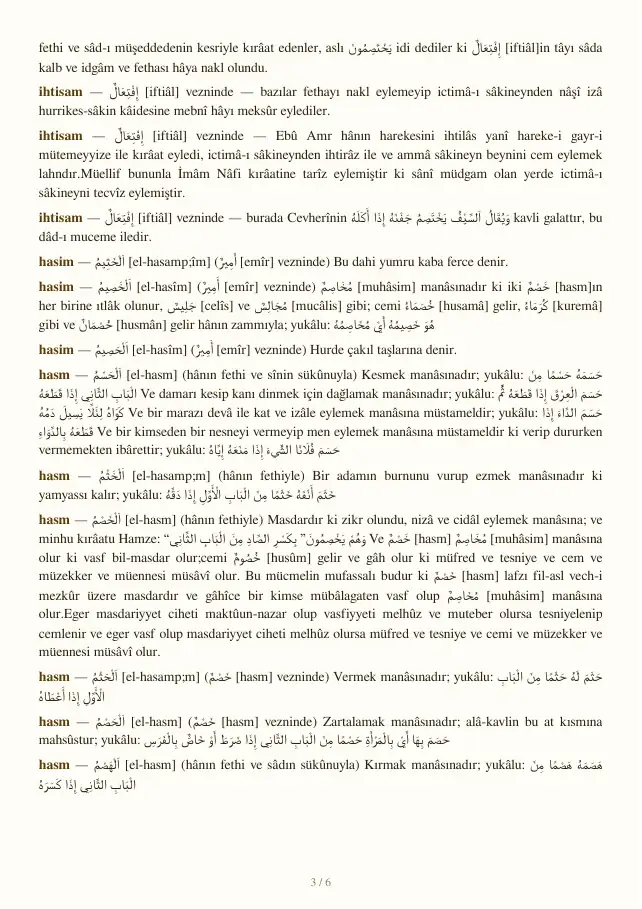 fethi ve sâd-ı müşeddedenin kesriyle kırâat edenler, aslı يَخْتَصِمُونَ idi dediler ki إِفْتِعَالٌ [iftiâl]in tâyı sâda
kalb ve idgâm ve fethası hâya nakl olundu.
ihtisam — إِفْتِعَالٌ [iftiâl] vezninde — bazılar fethayı nakl eylemeyip ictimâ-ı sâkineynden nâşî izâ
hurrikes-sâkin kâidesine mebnî hâyı meksûr eylediler.
ihtisam — إِفْتِعَالٌ [iftiâl] vezninde — Ebû Amr hânın harekesini ihtilâs yanî hareke-i gayr-i
mütemeyyize ile kırâat eyledi, ictimâ-ı sâkineynden ihtirâz ile ve ammâ sâkineyn beynini cem eylemek
lahndır.Müellif bununla İmâm Nâfi kırâatine tarîz eylemiştir ki sânî müdgam olan yerde ictimâ-ı
sâkineyni tecvîz eylemiştir.
ihtisam — إِفْتِعَالٌ [iftiâl] vezninde — burada Cevherînin وَيُقَالُ اَلسَّيْفُ يَخْتَصِمُ جَفْنَهُ إِذَا أَكَلَهُ kavli galattır, bu
dâd-ı muceme iledir.
hasim — اَلْخَثِيمُ [el-hasamp;îm] (أَمِيرٌ [emîr] vezninde) Bu dahi yumru kaba ferce denir.
hasim — اَلْخَصِيمُ [el-hasîm] (أَمِيرٌ [emîr] vezninde) مُخَاصِمٌ [muhâsim] manâsınadır ki iki خَصْمٌ [hasm]ın
her birine ıtlâk olunur, جَلِيسٌ [celîs] ve مُجَالِسٌ [mucâlis] gibi; cemi خُصَمَاءُ [husamâ] gelir, كُرَمَاءُ [kuremâ]
gibi ve خُصْمَانٌ [husmân] gelir hânın zammıyla; yukâlu: هُوَ خَصِيمُهُ أَيْ مُخَاصِمُهُ
hasim — اَلْحَصِيمُ [el-hasîm] (أَمِيرٌ [emîr] vezninde) Hurde çakıl taşlarına denir.
hasm — اَلْحَسْمُ [el-hasm] (hânın fethi ve sînin sükûnuyla) Kesmek manâsınadır; yukâlu: حَسَمَهُ حَسْمًا مِنَ
الْبَابِ الثَّانِي إِذَا قَطَعَهُ Ve damarı kesip kanı dinmek için dağlamak manâsınadır; yukâlu: حَسَمَ الْعِرْقَ إِذَا قَطَعَهُ ثُمَّ
كَوَاهُ لِئَلَّا يَسِيلَ دَمُهُ Ve bir marazı devâ ile kat ve izâle eylemek manâsına müstameldir; yukâlu: حَسَمَ الدَّاءَ إِذَا
قَطَعَهُ بِالدَّوَاءِ Ve bir kimseden bir nesneyi vermeyip men eylemek manâsına müstameldir ki verip dururken
vermemekten ibârettir; yukâlu: حَسَمَ فُلَانًا الشَّيْءَ إِذَا مَنَعَهُ إِيَّاهُ
hasm — اَلْخَثْمُ [el-hasamp;m] (hânın fethiyle) Bir adamın burnunu vurup ezmek manâsınadır ki
yamyassı kalır; yukâlu: خَثَمَ أَنْفَهُ خَثْمًا مِنَ الْبَابِ الْأَوَّلِ إِذَا دَقَّهُ
hasm — اَلْخَصْمُ [el-hasm] (hânın fethiyle) Masdardır ki zikr olundu, nizâ ve cidâl eylemek manâsına; ve
minhu kırâatu Hamze: “وَهُمْ يَخْصِمُونَ” بِكَسْرِ الصَّادِ مِنَ الْبَابِ الثَّانِي Ve خَصْمٌ [hasm] مُخَاصِمٌ [muhâsim] manâsına
olur ki vasf bil-masdar olur;cemi خُصُومٌ [husûm] gelir ve gâh olur ki müfred ve tesniye ve cem ve
müzekker ve müennesi müsâvî olur. Bu mücmelin mufassalı budur ki خَصْمٌ [hasm] lafzı fil-asl vech-i
mezkûr üzere masdardır ve gâhîce bir kimse mübâlagaten vasf olup مُخَاصِمٌ [muhâsim] manâsına
olur.Eger masdariyyet ciheti maktûun-nazar olup vasfiyyeti melhûz ve muteber olursa tesniyelenip
cemlenir ve eger vasf olup masdariyyet ciheti melhûz olursa müfred ve tesniye ve cemi ve müzekker ve
müennesi müsâvî olur.
hasm — اَلْحَثْمُ [el-hasamp;m] (خَصْمٌ [hasm] vezninde) Vermek manâsınadır; yukâlu: حَثَمَ لَهُ حَثْمًا مِنَ الْبَابِ
الْأَوَّلِ إِذَا أَعْطَاهُ
hasm — اَلْحَصْمُ [el-hasm] (خَصْمٌ [hasm] vezninde) Zartalamak manâsınadır; alâ-kavlin bu at kısmına
mahsûstur; yukâlu: حَصَمَ بِهَا أَيْ بِالْمَرْأَةِ حَصْمًا مِنَ الْبَابِ الثَّانِي إِذَا ضَرَطَ أَوْ خَاصٌّ بِالْفَرَسِ
hasm — اَلْهَصْمُ [el-hasm] (hânın fethi ve sâdın sükûnuyla) Kırmak manâsınadır; yukâlu: هَصَمَهُ هَصْمًا مِنَ
الْبَابِ الثَّانِي إِذَا كَسَرَهُ
3 / 6